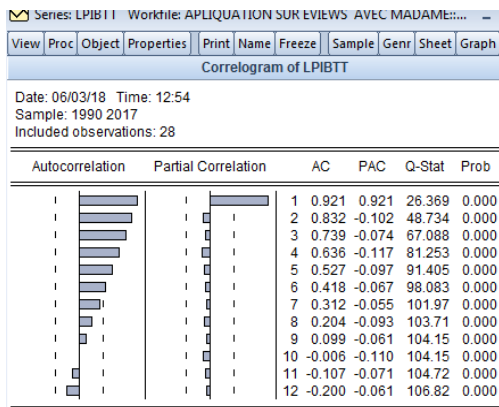 Series: LPIBTT Workfile: APLIQUATION SUR EVIEWS AVEC MADAME::...
View Proc Object Properties Print Name Freeze Sample Genr Sheet Graph
Correlogram of LPIBTT
Date: 06/03/18 Time: 12:54
Sample: 1990 2017
Included observations: 28
Autocorrelation Partial Correlation AC PAC Q-Stat Prob
1 0.921 0.921 26.369 0.000
2 0.832 -0.102 48.734 0.000
3 0.739 -0.074 67.088 0.000
4 0.636 -0.117 81.253 0.000
5 0.527 -0.097 91.405 0.000
6 0.418 -0.067 98.083 0.000
7 0.312 -0.055 101.97 0.000
8 0.204 -0.093 103.71 0.000
9 0.099 -0.061 104.15 0.000
10 -0.006 -0.110 104.15 0.000
11 -0.107 -0.071 104.72 0.000
12 -0.200 -0.061 106.82 0.000